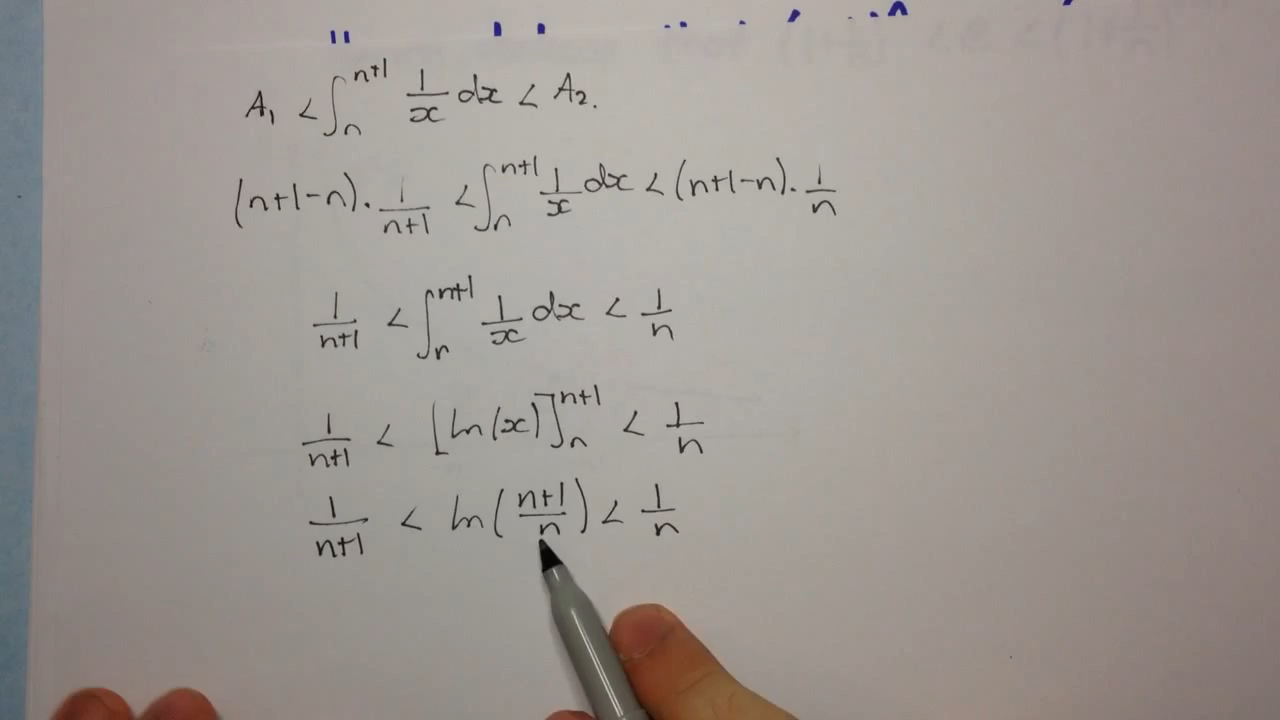 A₁ < ∫ₙⁿ⁺¹ 1/x dx < A₂.
(n+1-n). 1/(n+1) < ∫ₙⁿ⁺¹ 1/x dx < (n+1-n). 1/n
1/(n+1) < ∫ₙⁿ⁺¹ 1/x dx < 1/n
1/(n+1) < [ln(x)]ₙⁿ⁺¹ < 1/n
1/(n+1) < ln((n+1)/n) < 1/n